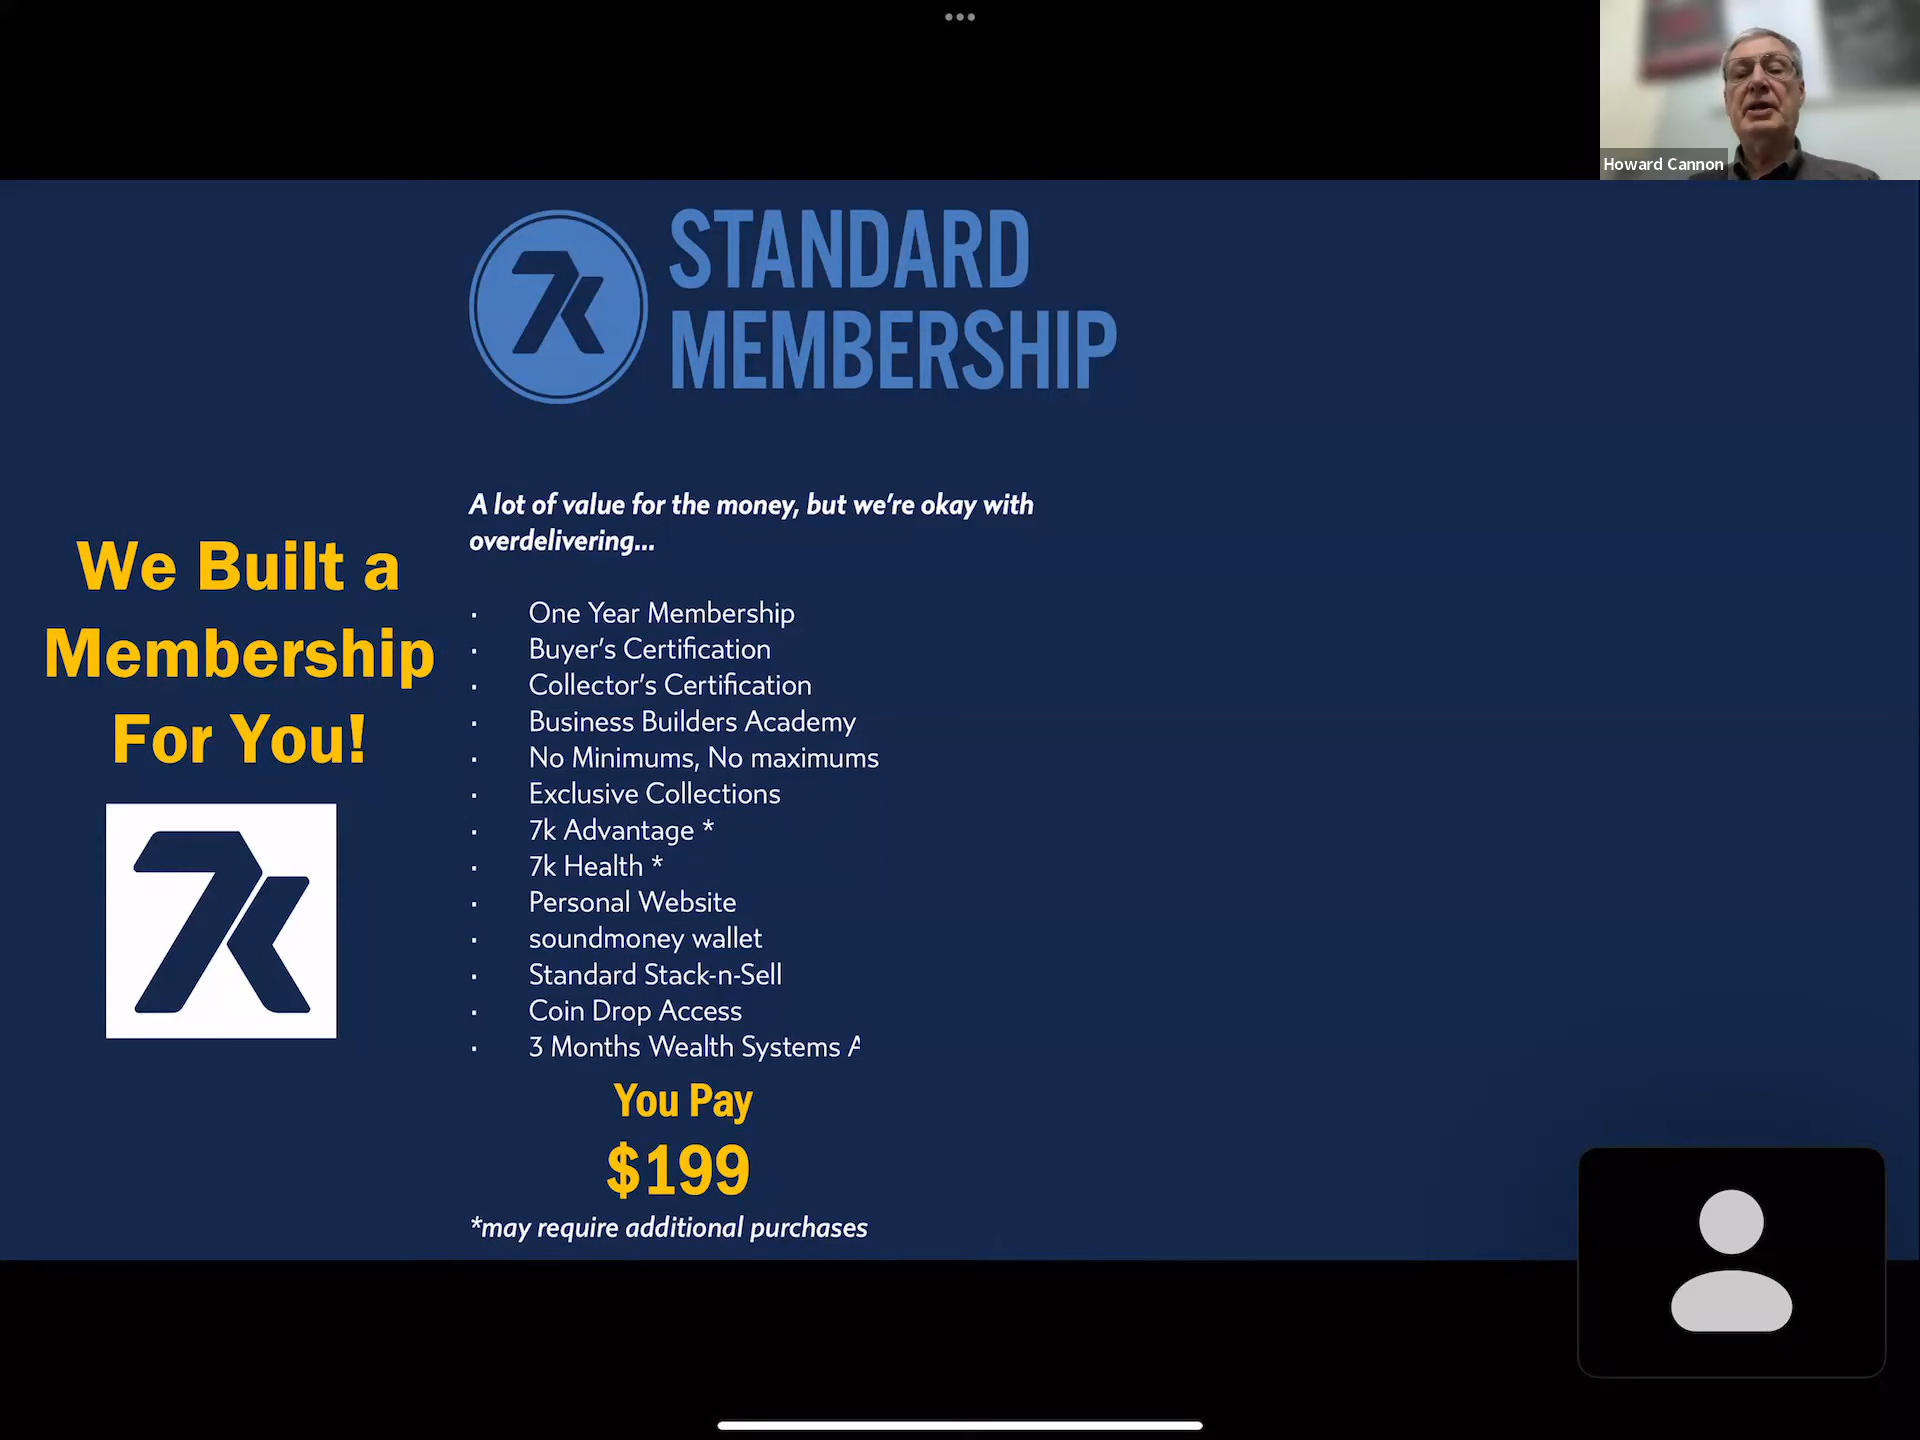 Howard Cannon
7k
STANDARD
MEMBERSHIP
A lot of value for the money, but we're okay with
overdelivering...
We Built a
Membership
For You!
7k
· One Year Membership
· Buyer's Certification
· Collector's Certification
· Business Builders Academy
· No Minimums, No maximums
· Exclusive Collections
· 7k Advantage *
· 7k Health *
· Personal Website
· soundmoney wallet
· Standard Stack-n-Sell
· Coin Drop Access
· 3 Months Wealth Systems
You Pay
$199
*may require additional purchases